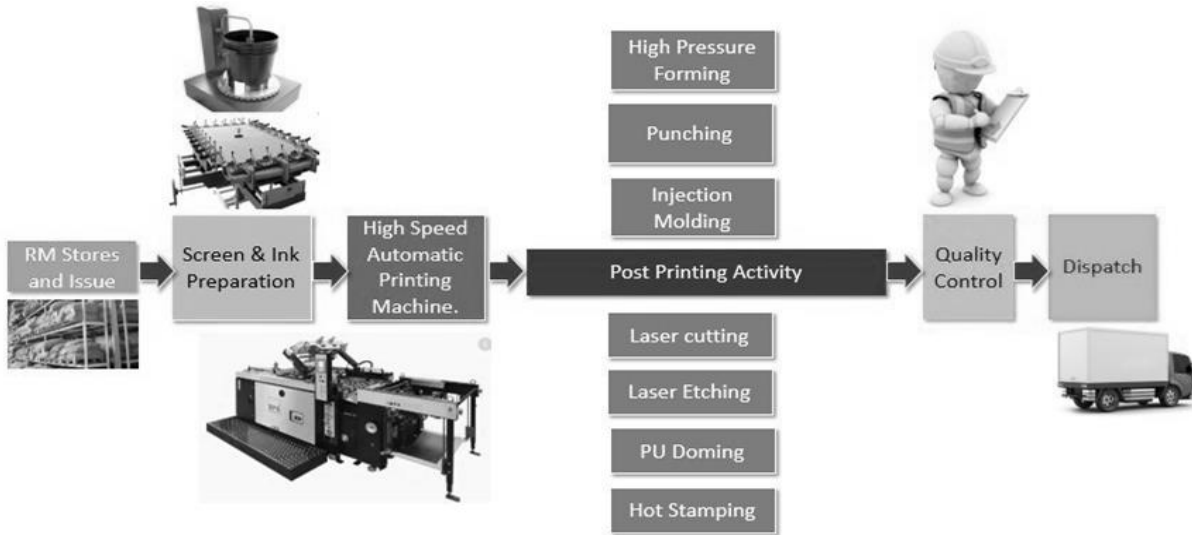 High Pressure
Forming
Punching
Injection
Molding
RM Stores
and Issue
Screen & Ink
Preparation
High Speed
Automatic
Printing
Machine.
Post Printing Activity
Quality
Control
Dispatch
Laser cutting
Laser Etching
PU Doming
Hot Stamping